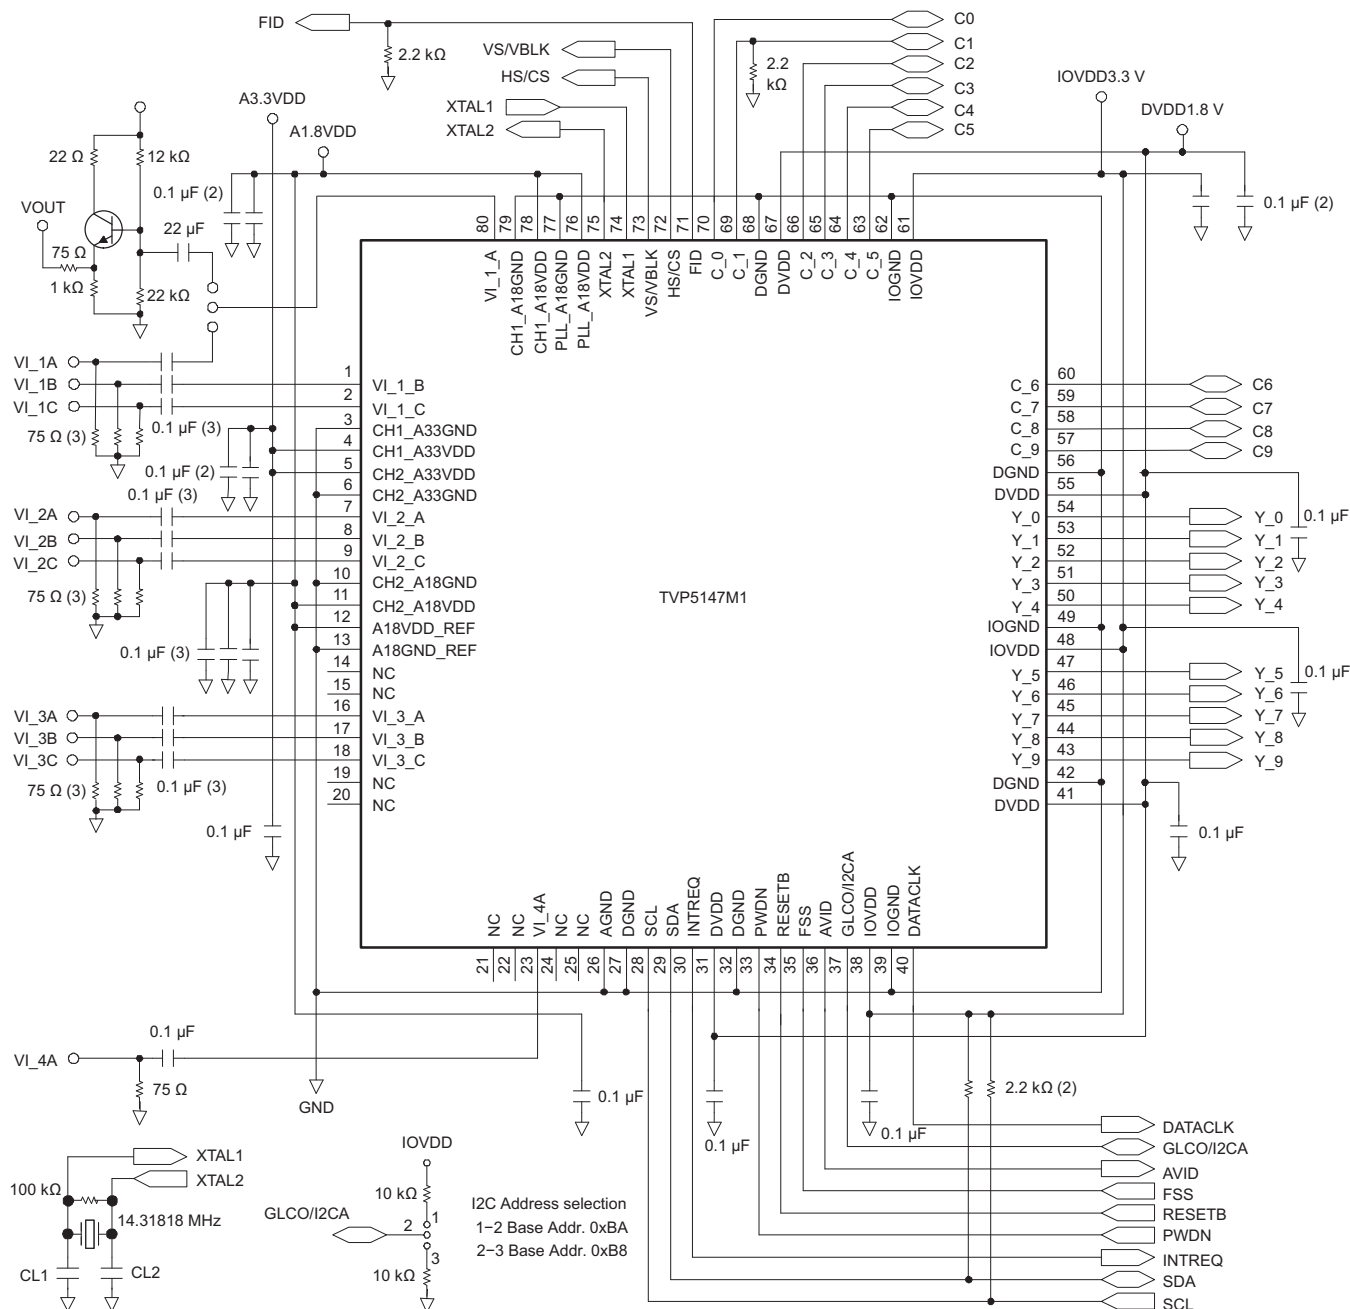 FID
2.2 kΩ
VS/VBLK
HS/CS
XTAL1
XTAL2
C0
C1
C2
C3
C4
C5
2.2
kΩ
IOVDD3.3 V
DVDD1.8 V
0.1 µF (2)
A3.3VDD
A1.8VDD
22 Ω
12 kΩ
0.1 µF (2)
VOUT
22 µF
75 Ω
1 kΩ
22 kΩ
80
79
78
77
76
75
74
73
72
71
70
69
68
67
66
65
64
63
62
61
VI_1_A
CH1_A18GND
CH1_A18VDD
PLL_A18GND
PLL_A18VDD
XTAL2
XTAL1
VS/VBLK
HS/CS
FID
C_0
C_1
DGND
DVDD
C_2
C_3
C_4
C_5
IOGND
IOVDD
VI_1A
VI_1B
VI_1C
75 Ω (3)
0.1 µF (3)
0.1 µF (2)
0.1 µF (3)
VI_2A
VI_2B
VI_2C
75 Ω (3)
0.1 µF (3)
VI_3A
VI_3B
VI_3C
75 Ω (3)
0.1 µF (3)
0.1 µF
1 VI_1_B
2 VI_1_C
3 CH1_A33GND
4 CH1_A33VDD
5 CH2_A33VDD
6 CH2_A33GND
7 VI_2_A
8 VI_2_B
9 VI_2_C
10 CH2_A18GND
11 CH2_A18VDD
12 A18VDD_REF
13 A18GND_REF
14 NC
15 NC
16 VI_3_A
17 VI_3_B
18 VI_3_C
19 NC
20 NC
TVP5147M1
C_6 60 C6
C_7 59 C7
C_8 58 C8
C_9 57 C9
DGND 56
DVDD 55
Y_0 54 Y_0
Y_1 53 Y_1
Y_2 52 Y_2
Y_3 51 Y_3
Y_4 50 Y_4
IOGND 49
IOVDD 48
Y_5 47 Y_5
Y_6 46 Y_6
Y_7 45 Y_7
Y_8 44 Y_8
Y_9 43 Y_9
DGND 42
DVDD 41
0.1 µF
0.1 µF
0.1 µF
NC
NC
VI_4A
NC
NC
AGND
DGND
SCL
SDA
INTREQ
DVDD
DGND
PWDN
RESETB
FSS
AVID
GLCO/I2CA
IOVDD
IOGND
DATACLK
21
22
23
24
25
26
27
28
29
30
31
32
33
34
35
36
37
38
39
40
VI_4A
0.1 µF
75 Ω
GND
0.1 µF
0.1 µF
0.1 µF
2.2 kΩ (2)
DATACLK
GLCO/I2CA
AVID
FSS
RESETB
PWDN
INTREQ
SDA
SCL
XTAL1
XTAL2
100 kΩ
14.31818 MHz
CL1
CL2
IOVDD
10 kΩ
GLCO/I2CA
1
2
3
10 kΩ
I2C Address selection
1−2 Base Addr. 0xBA
2−3 Base Addr. 0xB8